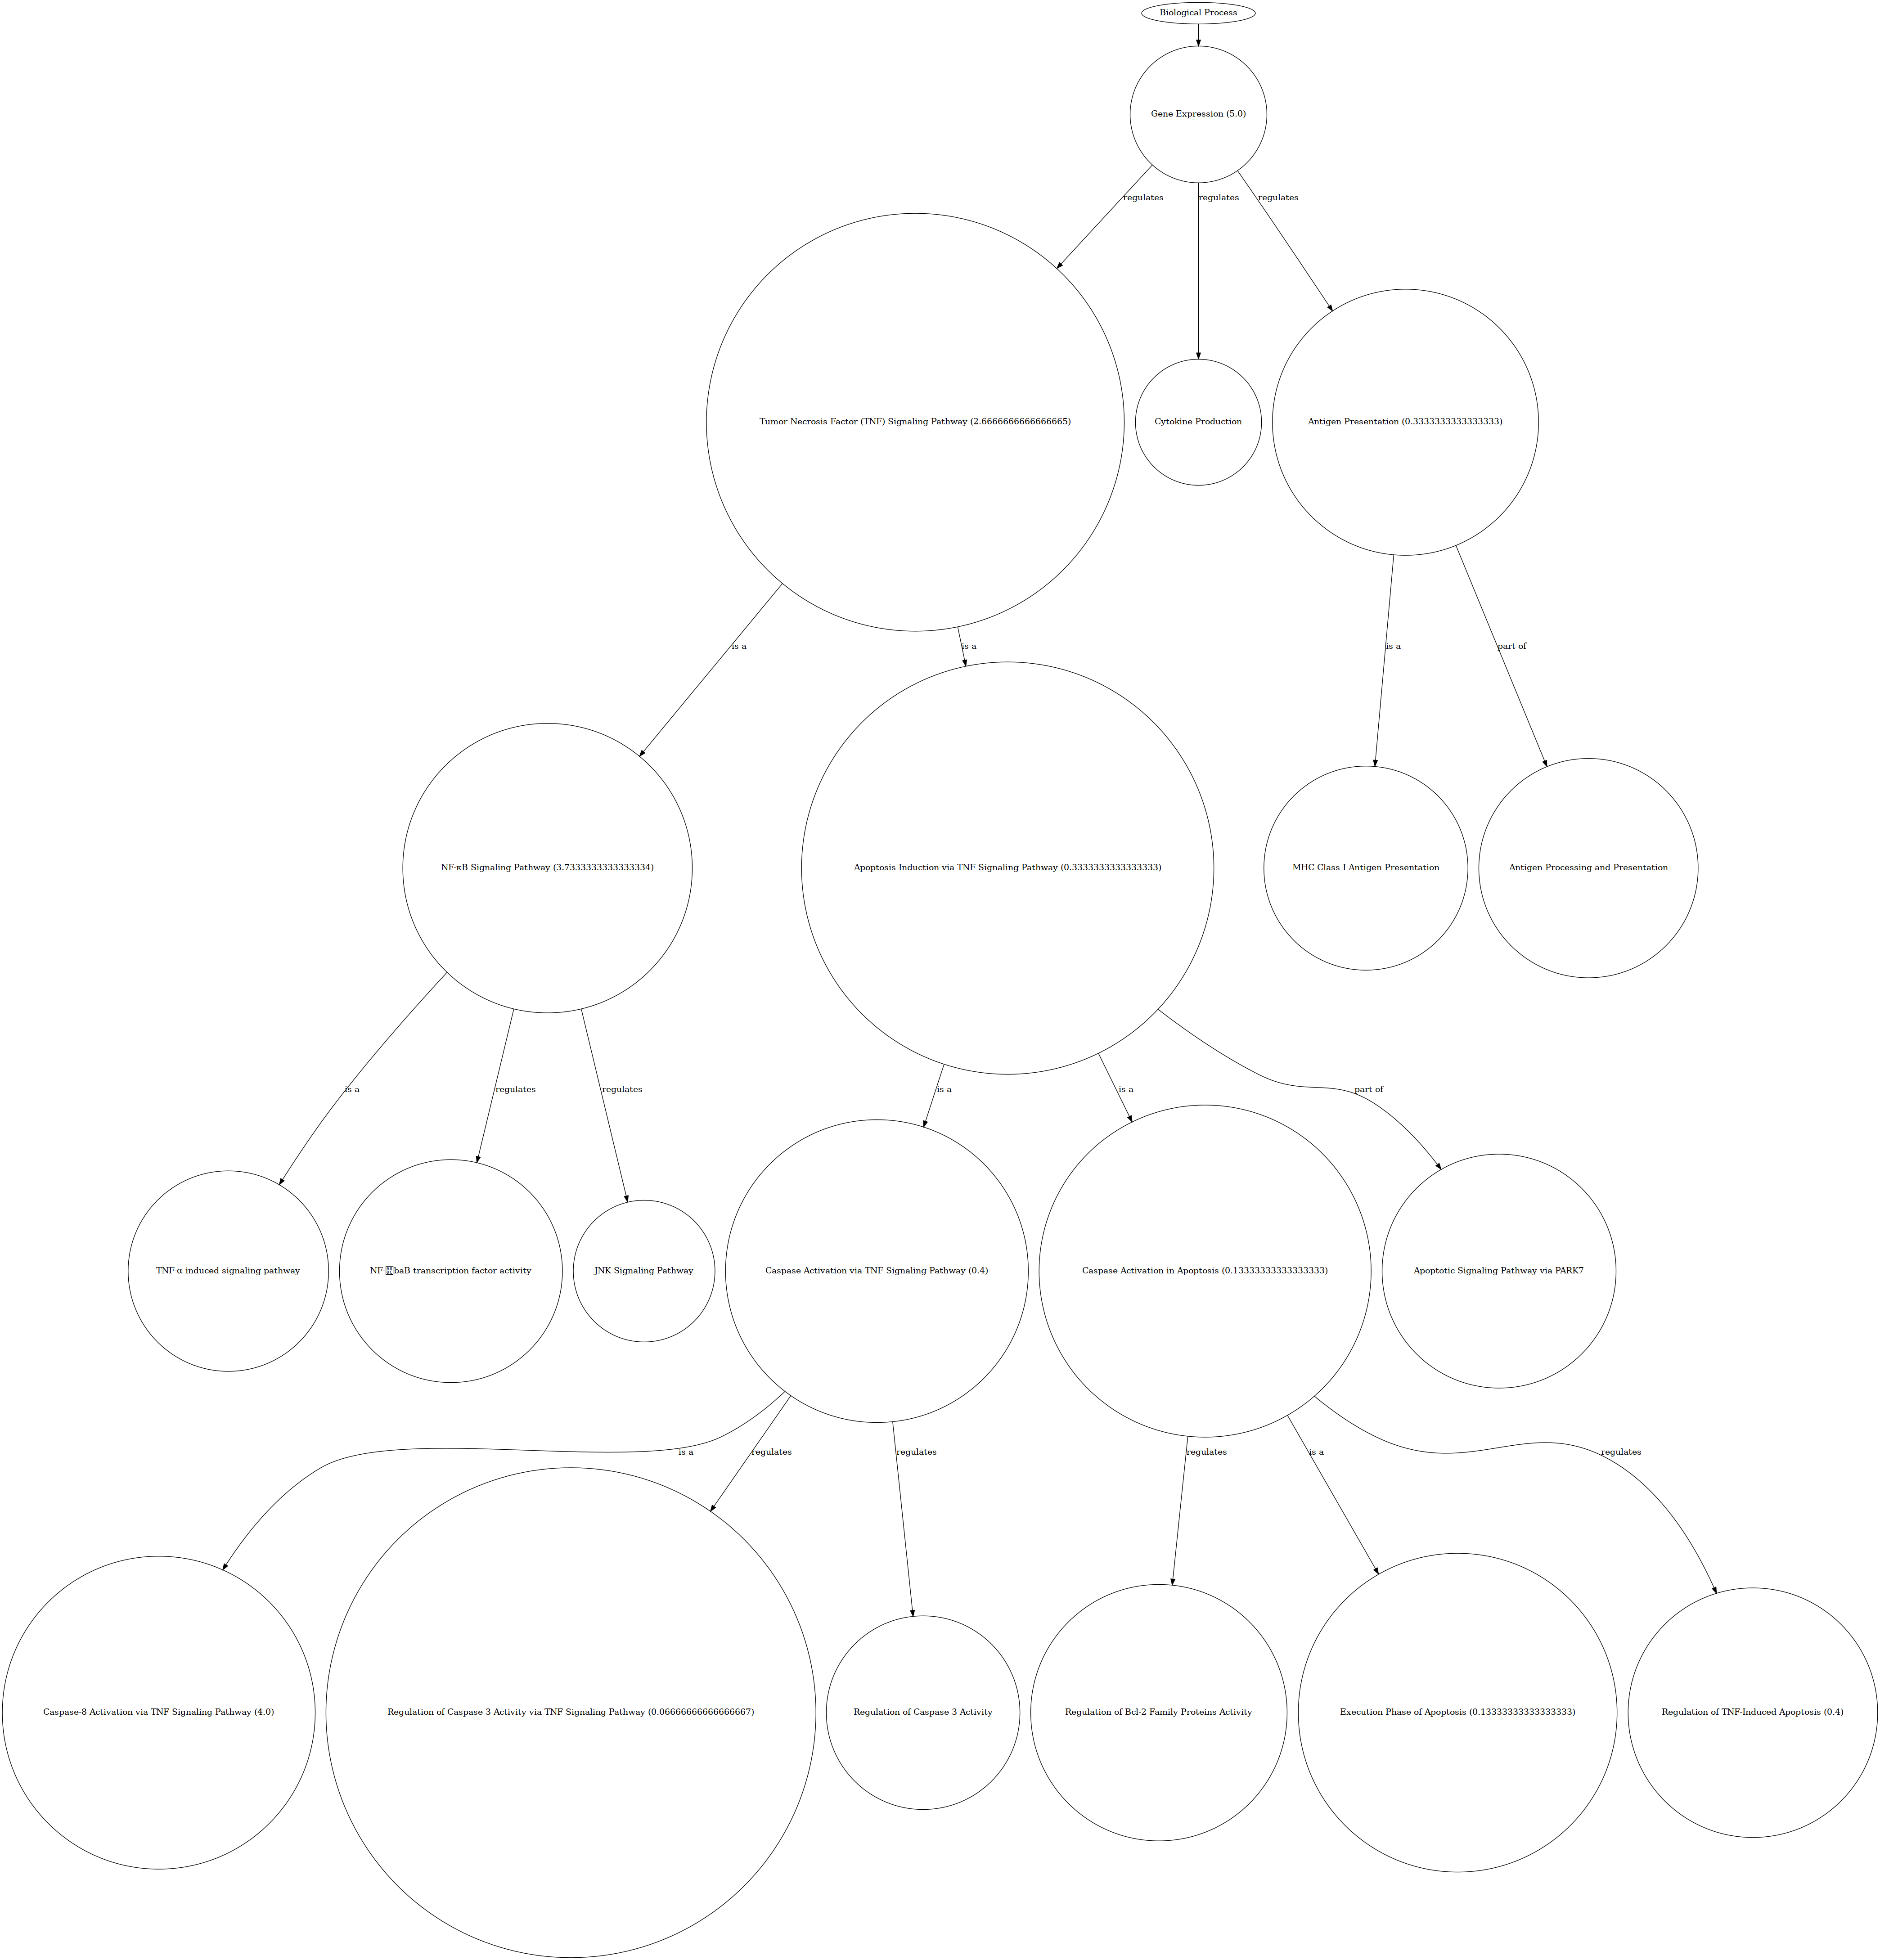 Biological Process
Gene Expression (5.0)
regulates
regulates
regulates
Tumor Necrosis Factor (TNF) Signaling Pathway (2.6666666666666665)
Cytokine Production
Antigen Presentation (0.3333333333333333)
is a
is a
is a
part of
NF-κB Signaling Pathway (3.7333333333333334)
Apoptosis Induction via TNF Signaling Pathway (0.3333333333333333)
MHC Class I Antigen Presentation
Antigen Processing and Presentation
is a
regulates
regulates
is a
is a
part of
TNF-α induced signaling pathway
NF-baB transcription factor activity
JNK Signaling Pathway
Caspase Activation via TNF Signaling Pathway (0.4)
Caspase Activation in Apoptosis (0.13333333333333333)
Apoptotic Signaling Pathway via PARK7
is a
regulates
regulates
regulates
is a
regulates
Caspase-8 Activation via TNF Signaling Pathway (4.0)
Regulation of Caspase 3 Activity via TNF Signaling Pathway (0.06666666666666667)
Regulation of Caspase 3 Activity
Regulation of Bcl-2 Family Proteins Activity
Execution Phase of Apoptosis (0.13333333333333333)
Regulation of TNF-Induced Apoptosis (0.4)